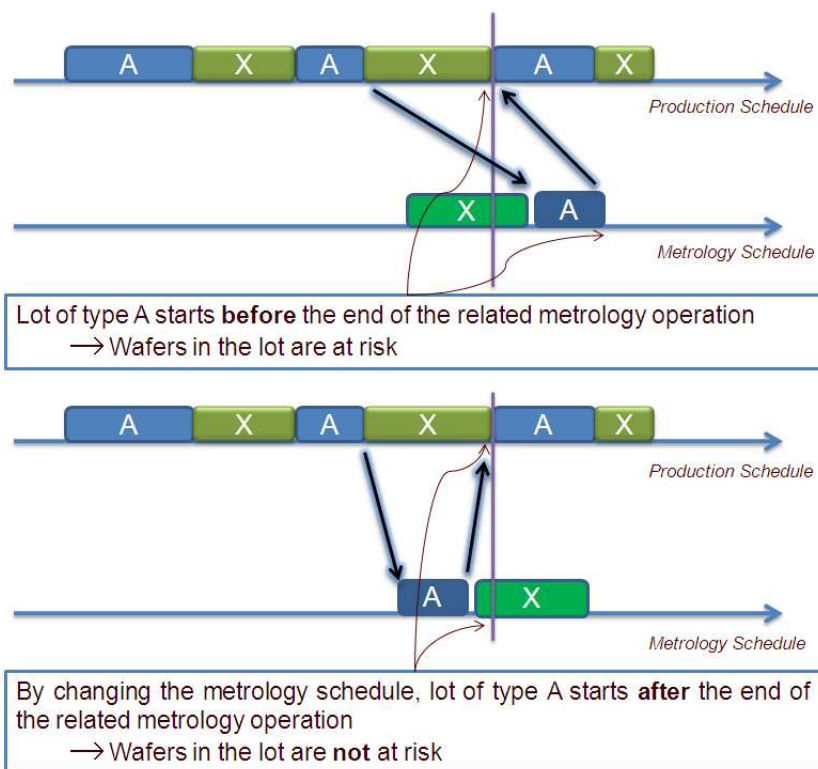 A X A X A X
Production Schedule
X A
Metrology Schedule
Lot of type A starts before the end of the related metrology operation
→ Wafers in the lot are at risk
A X A X A X
Production Schedule
A X
Metrology Schedule
By changing the metrology schedule, lot of type A starts after the end of
the related metrology operation
→ Wafers in the lot are not at risk